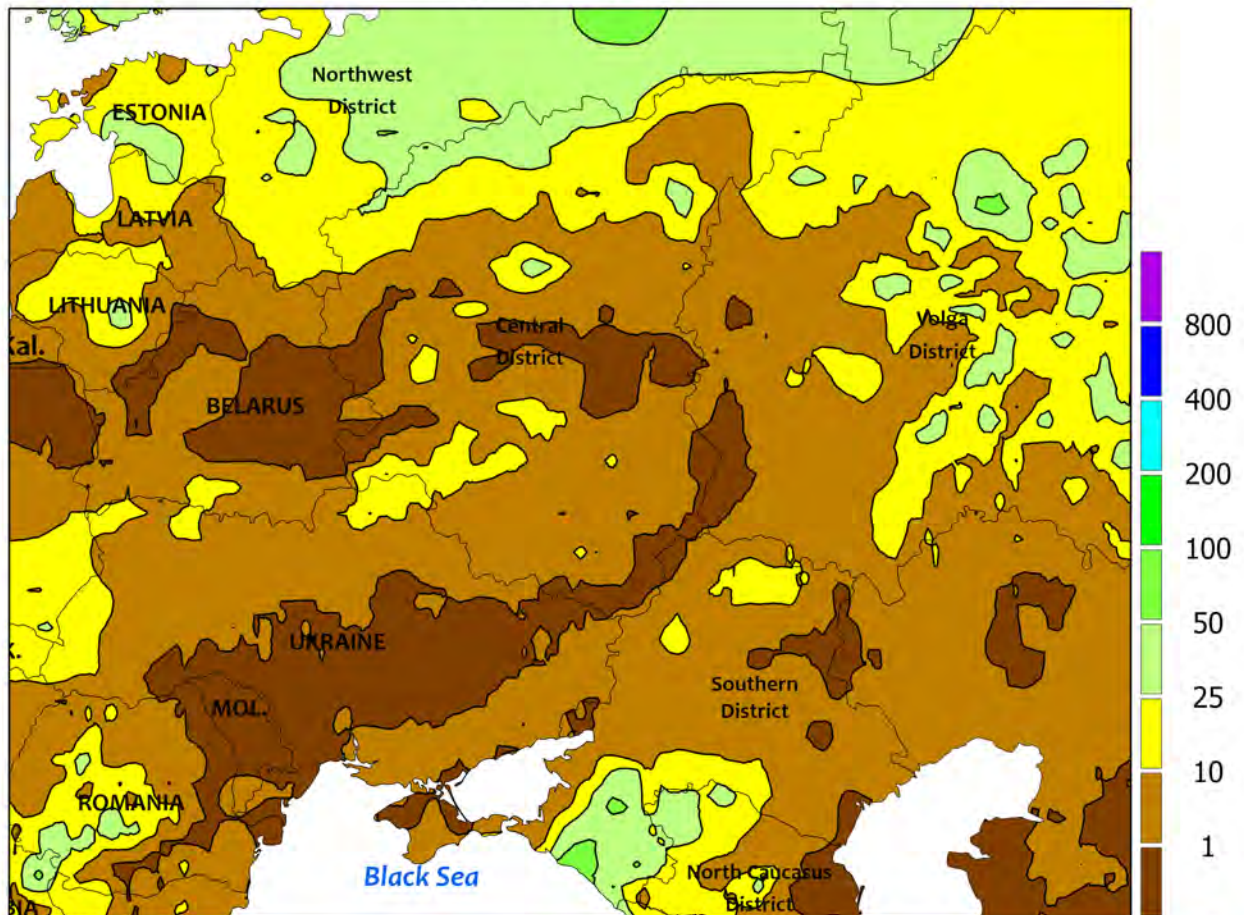 Northwest
District
ESTONIA
LATVIA
LITHUANIA
Kal.
Central
District
Volga
District
BELARUS
UKRAINE
K.
MOL.
Southern
District
ROMANIA
Black Sea
North Caucasus
District
NA
800
400
200
100
50
25
10
1